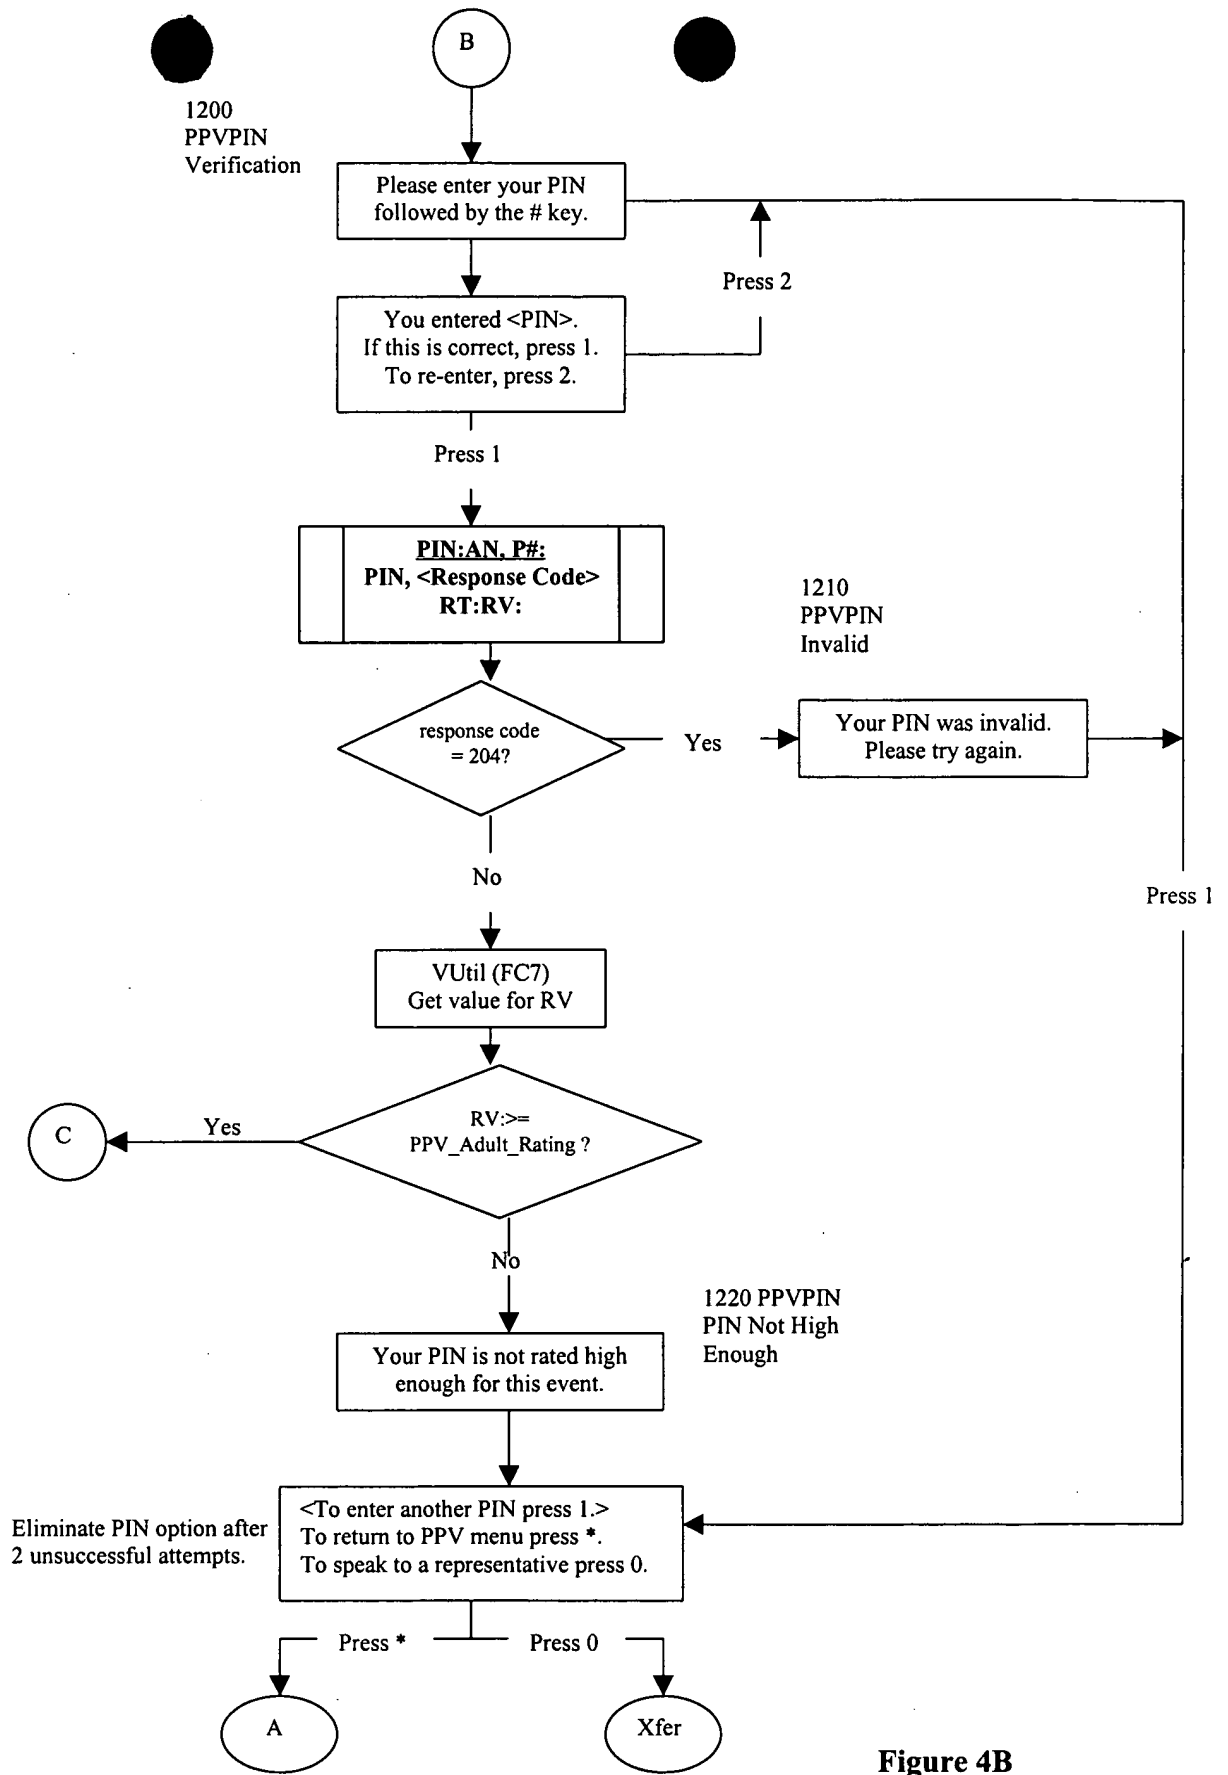 B
1200
PPVPIN
Verification
Please enter your PIN
followed by the # key.
Press 2
You entered <PIN>.
If this is correct, press 1.
To re-enter, press 2.
Press 1
PIN:AN, P#:
PIN, <Response Code>
RT:RV:
1210
PPVPIN
Invalid
response code
= 204?
Yes
Your PIN was invalid.
Please try again.
No
Press 1
VUtil (FC7)
Get value for RV
RV:>=
PPV_Adult_Rating ?
Yes
C
No
1220 PPVPIN
PIN Not High
Enough
Your PIN is not rated high
enough for this event.
Eliminate PIN option after
2 unsuccessful attempts.
<To enter another PIN press 1.>
To return to PPV menu press *.
To speak to a representative press 0.
Press *
Press 0
A
Xfer
Figure 4B